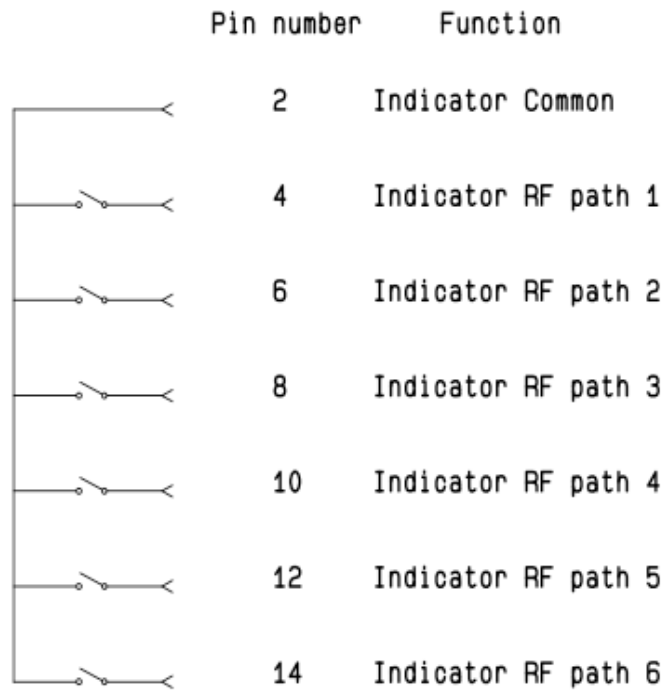 Pin number Function
2 Indicator Common
4 Indicator RF path 1
6 Indicator RF path 2
8 Indicator RF path 3
10 Indicator RF path 4
12 Indicator RF path 5
14 Indicator RF path 6